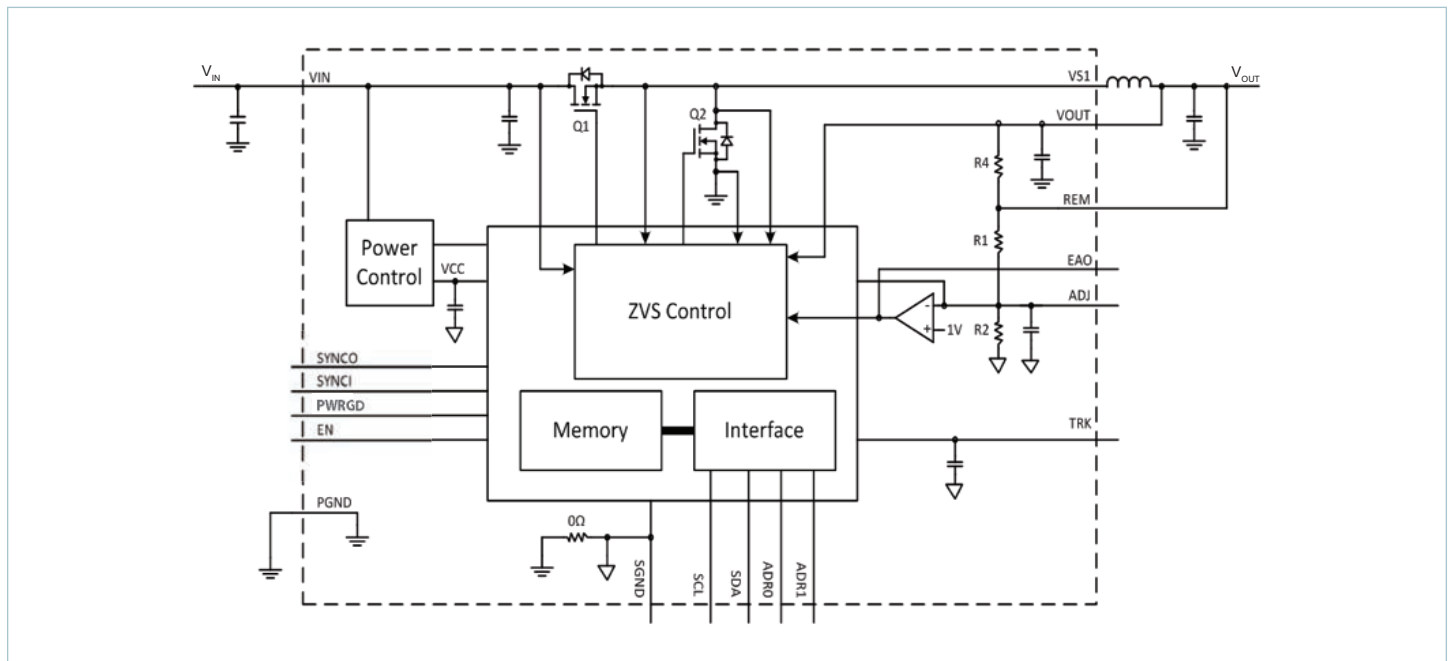 VIN
VIN
VS1
VOUT
Q1
Q2
VOUT
R4
REM
R1
EAO
ADJ
Power
Control
VCC
ZVS Control
-
+
1V
R2
SYNCO
SYNCI
PWRGD
EN
Memory
Interface
TRK
PGND
0Ω
SGND
SCL
SDA
ADR0
ADR1